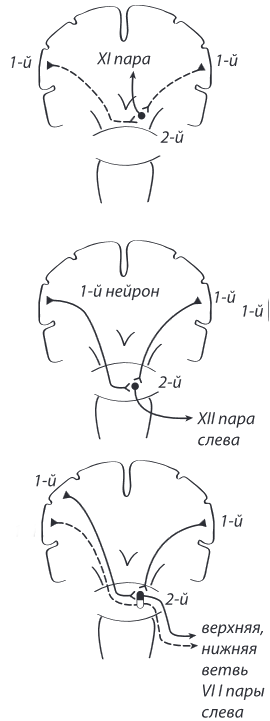 XI пара
1-й
1-й
2-й
1-й нейрон
1-й
1-й
2-й
XII пара
слева
1-й
1-й
2-й
верхняя,
нижняя
ветвь
VI I пары
слева